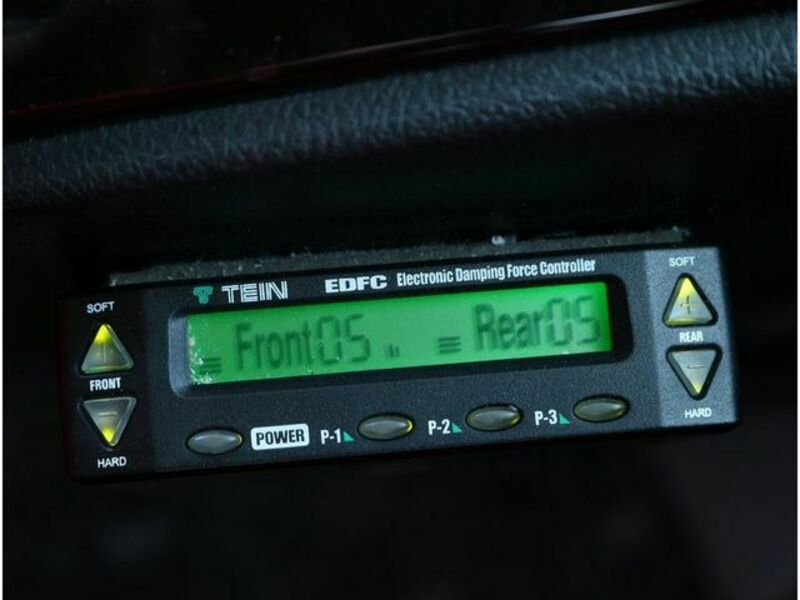 TEIN EDFC Electronic Damping Force Controller
SOFT
+
FRONT
-
HARD
Front05 Rear05
SOFT
+
REAR
-
HARD
POWER P-1 P-2 P-3